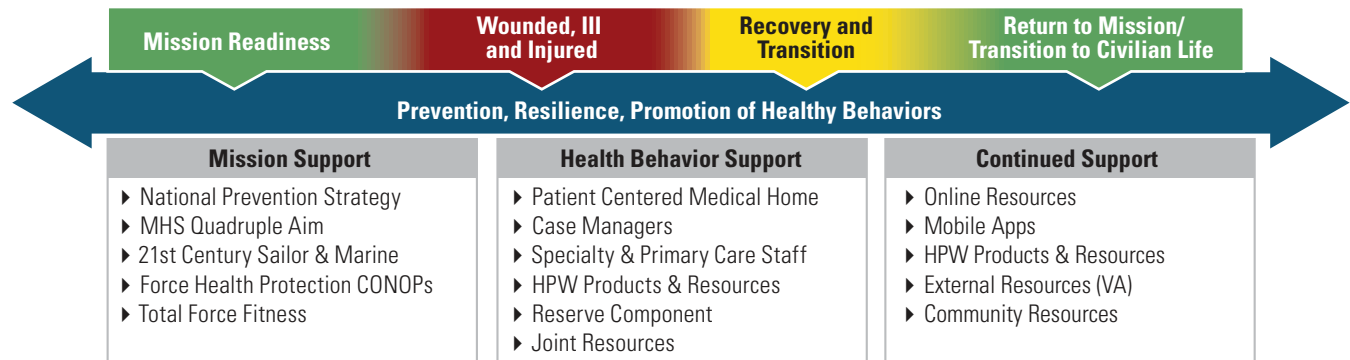 Mission Readiness
Wounded, Ill
and Injured
Recovery and
Transition
Return to Mission/
Transition to Civilian Life
Prevention, Resilience, Promotion of Healthy Behaviors
Mission Support
National Prevention Strategy
MHS Quadruple Aim
21st Century Sailor & Marine
Force Health Protection CONOPs
Total Force Fitness
Health Behavior Support
Patient Centered Medical Home
Case Managers
Specialty & Primary Care Staff
HPW Products & Resources
Reserve Component
Joint Resources
Continued Support
Online Resources
Mobile Apps
HPW Products & Resources
External Resources (VA)
Community Resources